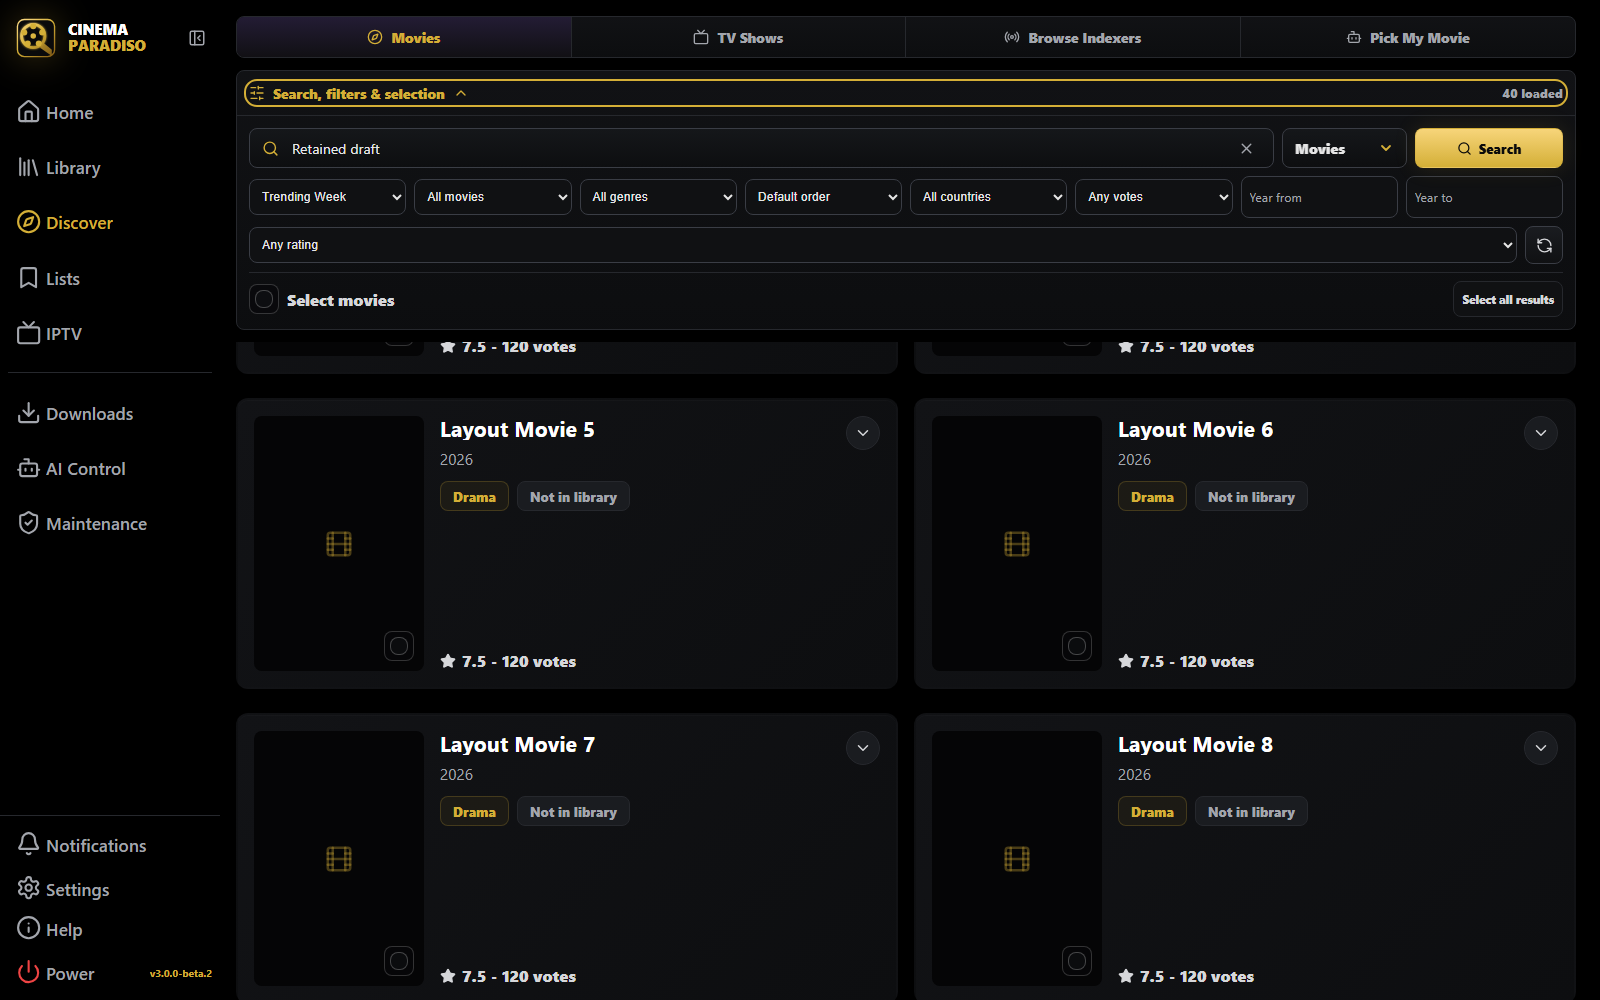 CINEMA
PARADISO
Home
Library
Discover
Lists
IPTV
Downloads
AI Control
Maintenance
Notifications
Settings
Help
Power
v3.0.0-beta.2
Movies
TV Shows
Browse Indexers
Pick My Movie
Search, filters & selection
40 loaded
Retained draft
Movies
Search
Trending Week
All movies
All genres
Default order
All countries
Any votes
Year from
Year to
Any rating
Select movies
Select all results
7.5 - 120 votes
7.5 - 120 votes
Layout Movie 5
2026
Drama
Not in library
7.5 - 120 votes
Layout Movie 6
2026
Drama
Not in library
7.5 - 120 votes
Layout Movie 7
2026
Drama
Not in library
7.5 - 120 votes
Layout Movie 8
2026
Drama
Not in library
7.5 - 120 votes